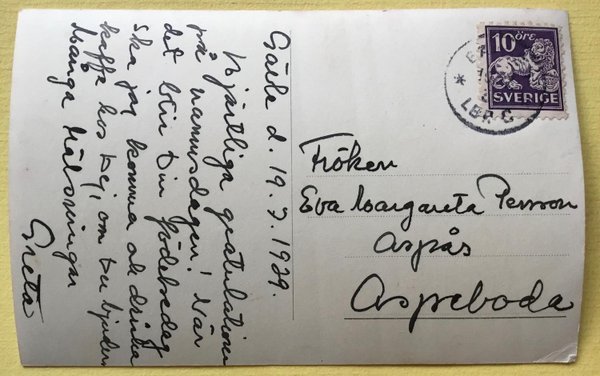 Gävle d. 19.7.1929.
Hjärtliga gratulationer
på namnsdagen! När
det blir Din födelsedag
ska jag komma och dricka
kaffe hos Dej, om Du bjuder
Många Hälsningar
Greta
10 ÖRE
SVERIGE
LBR. C
Fröken
Eva Margareta Persson
Aspås
Aspeboda